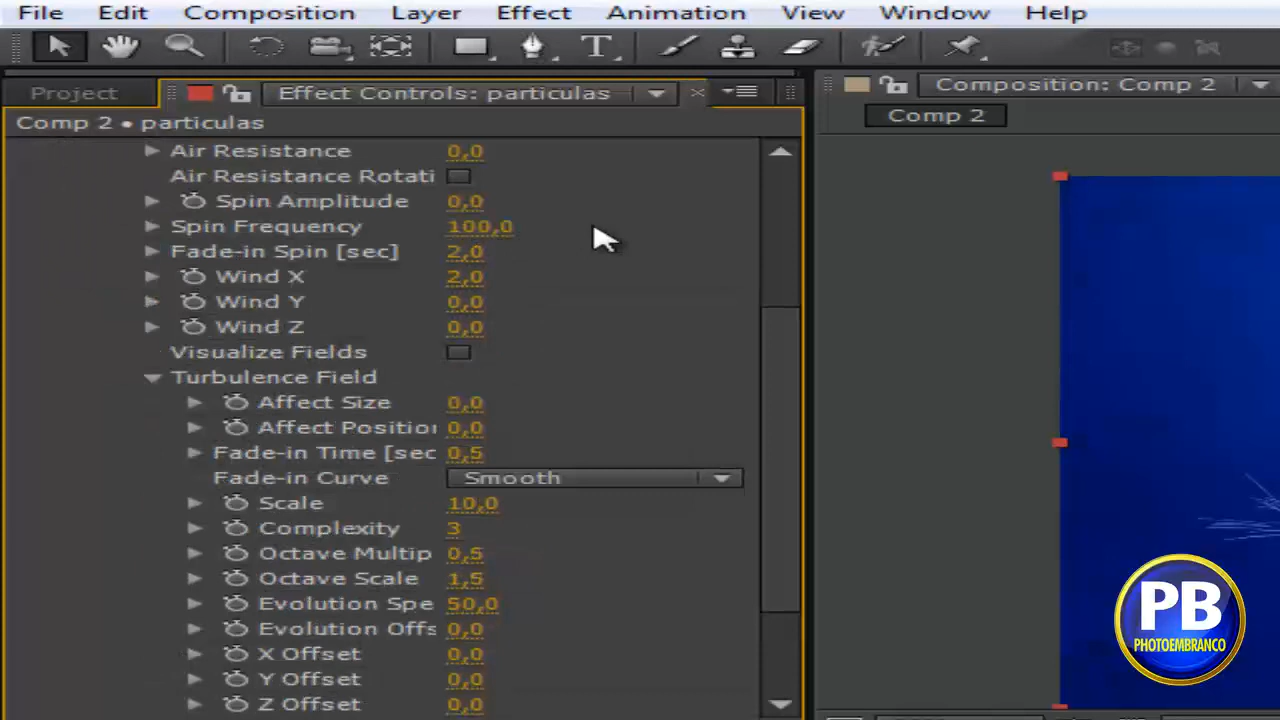 File Edit Composition Layer Effect Animation View Window Help
Project Effect Controls: particulas Composition: Comp 2
Comp 2 • particulas Comp 2
Air Resistance 0,0
Air Resistance Rotati
Spin Amplitude 0,0
Spin Frequency 100,0
Fade-in Spin [sec] 2,0
Wind X 2,0
Wind Y 0,0
Wind Z 0,0
Visualize Fields
Turbulence Field
Affect Size 0,0
Affect Position 0,0
Fade-in Time [sec 0,5
Fade-in Curve Smooth
Scale 10,0
Complexity 3
Octave Multip 0,5
Octave Scale 1,5
Evolution Spe 50,0
Evolution Offs 0,0
X Offset 0,0
Y Offset 0,0
Z Offset 0,0
PB
PHOTOEMBRANCO